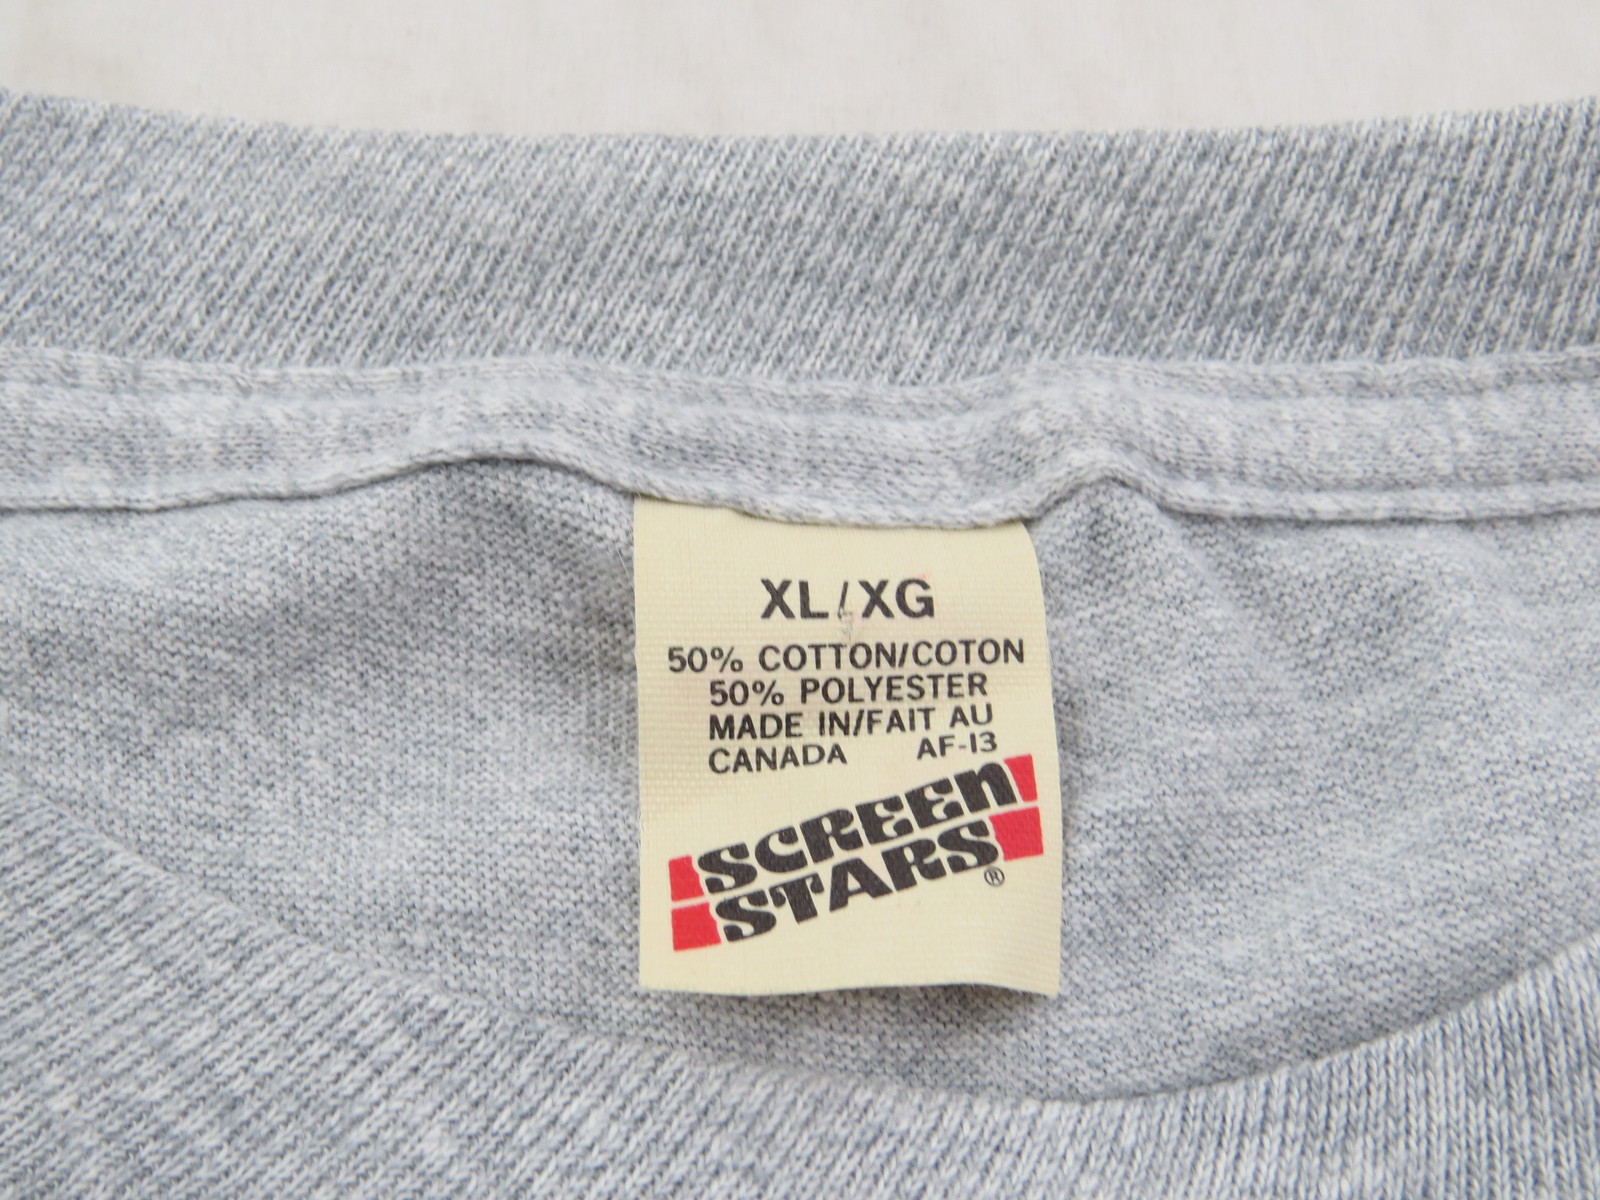 XL/XG
50% COTTON/COTON
50% POLYESTER
MADE IN/FAIT AU
CANADA AF-13
SCREEN
STARS®